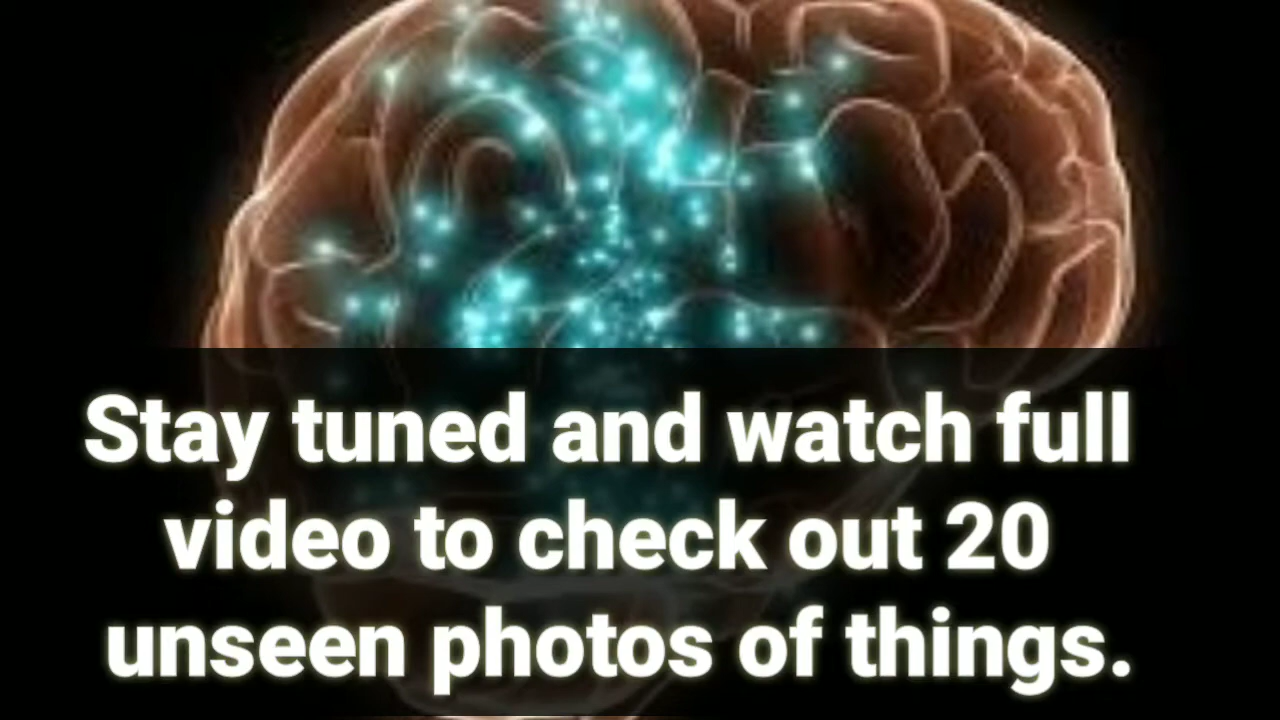 Stay tuned and watch full
video to check out 20
unseen photos of things.